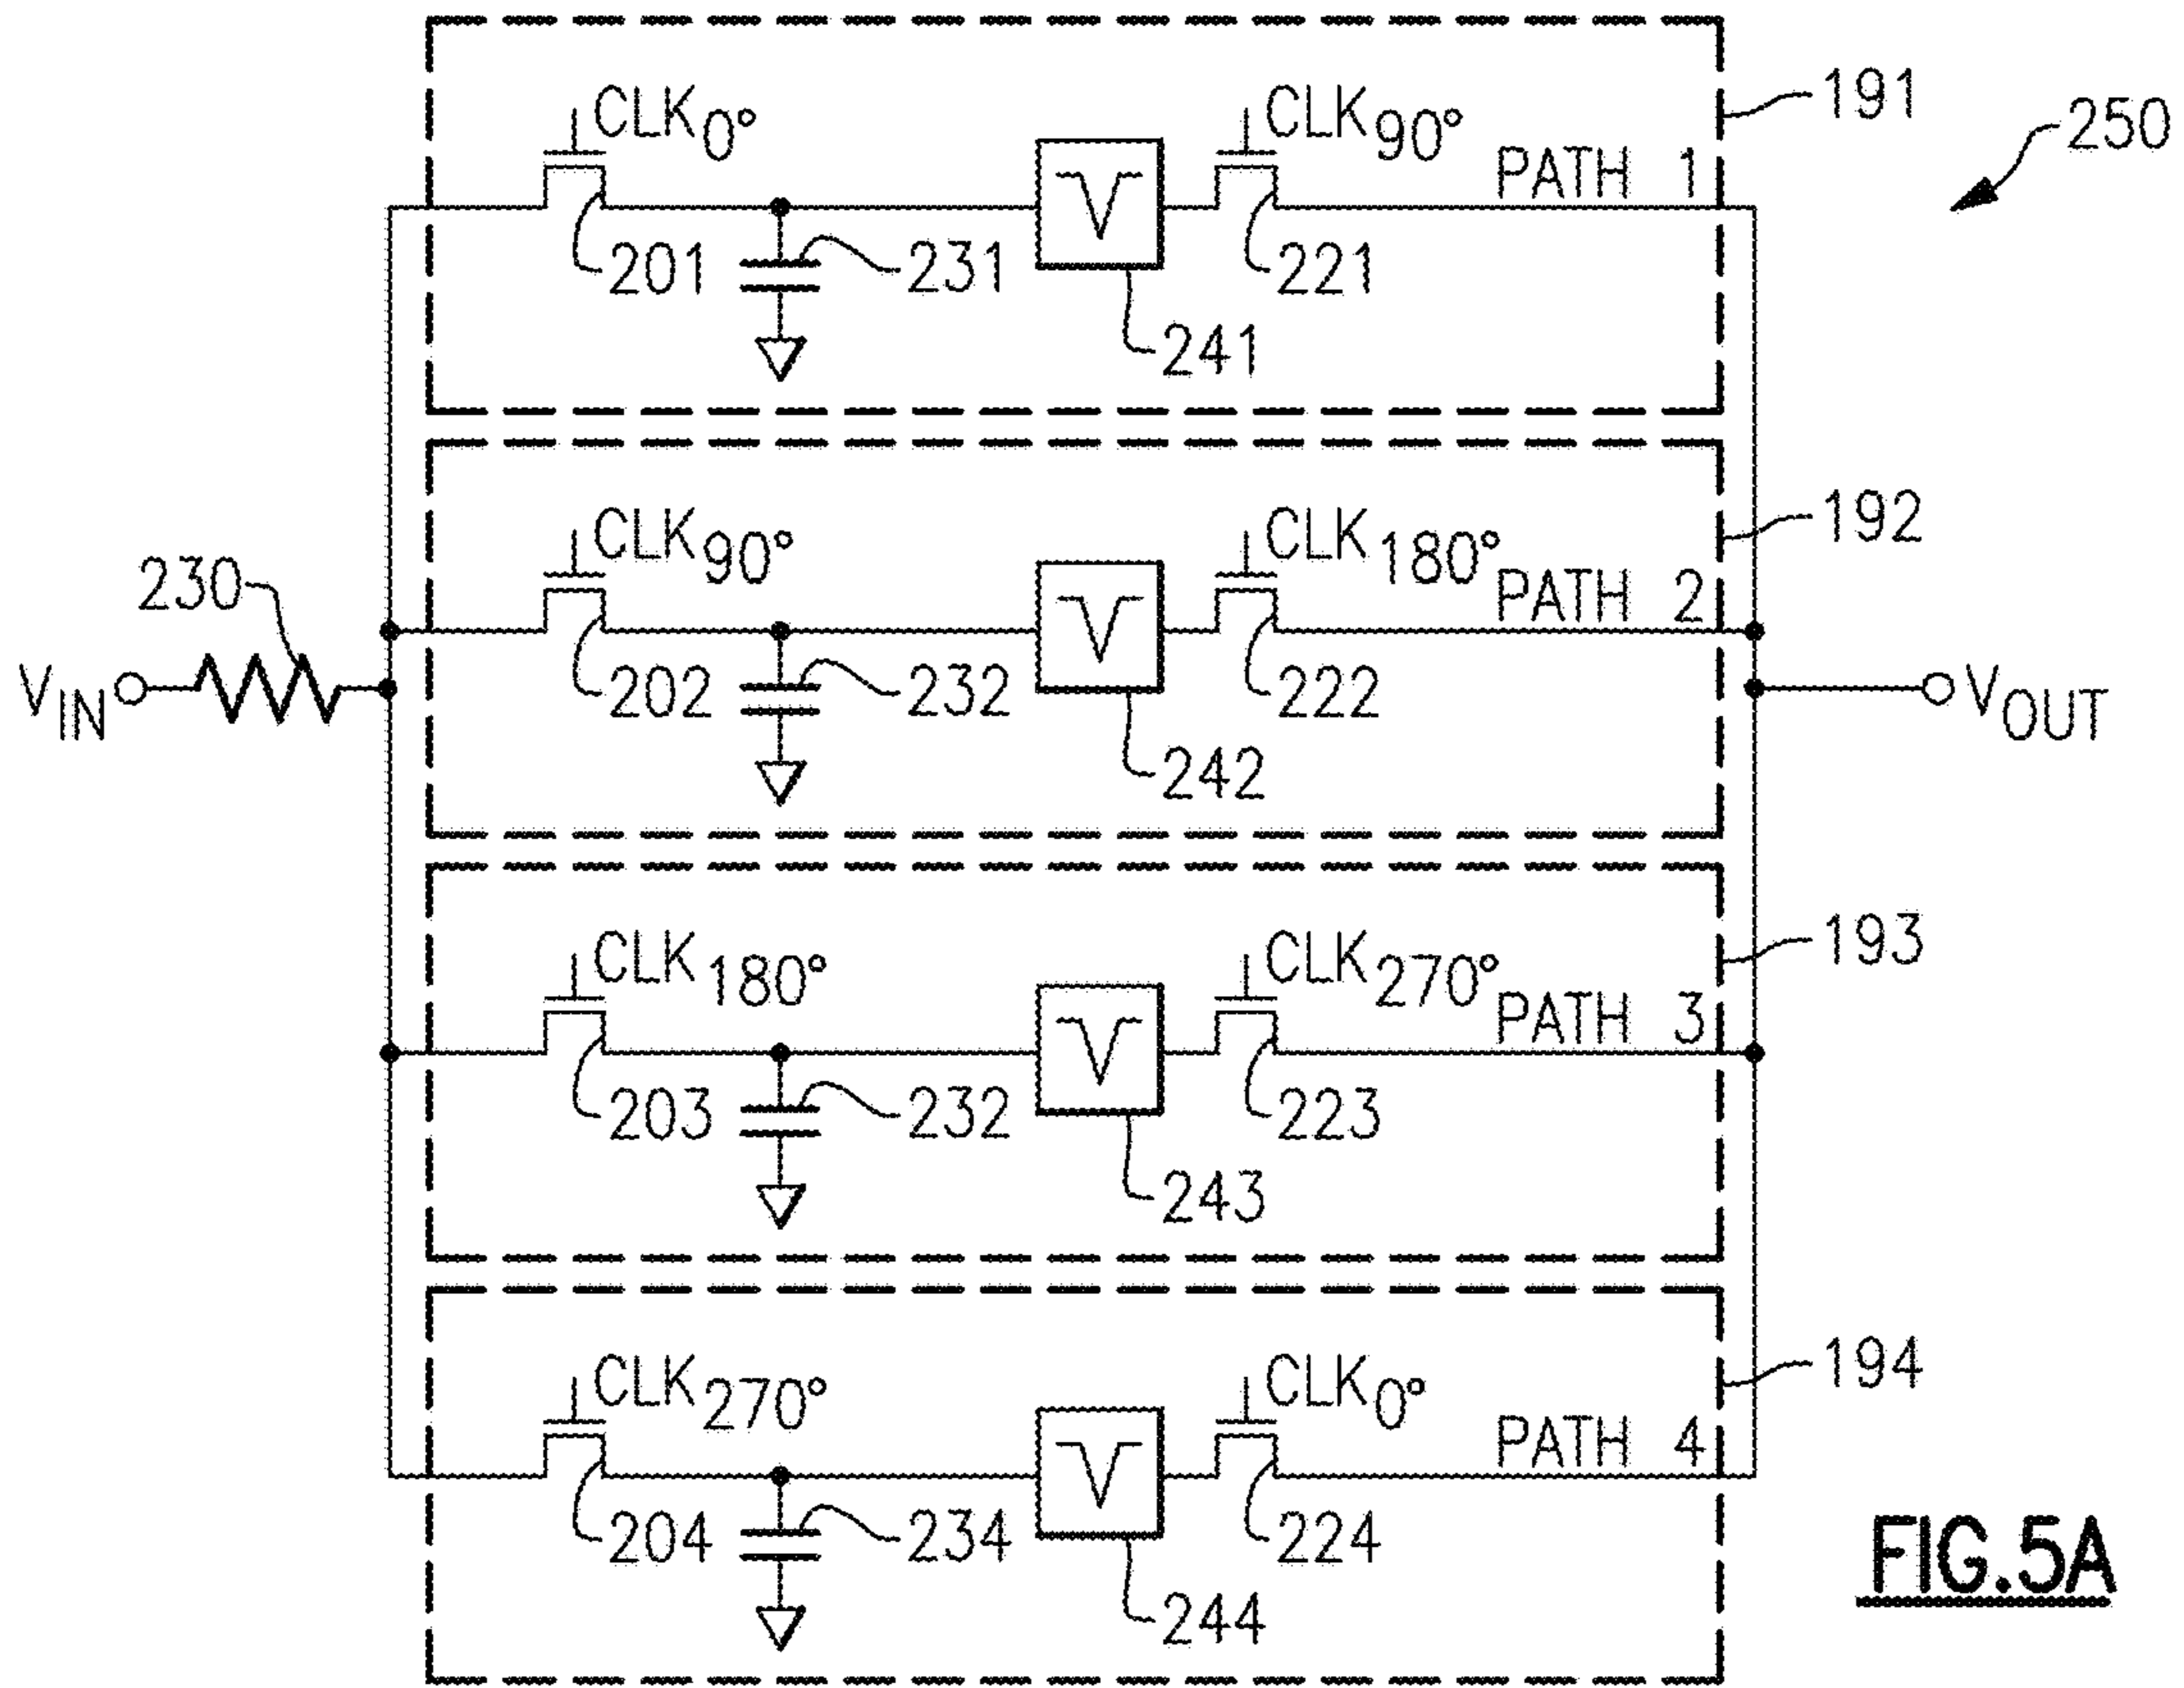 CLK0° CLK90° 191
250
PATH 1
201 231 221
241
CLK90° CLK180° 192
PATH 2
230
202 232 222
VIN VOUT
242
CLK180° CLK270° 193
PATH 3
203 232 223
243
CLK270° CLK0° 194
PATH 4
204 234 224
244
FIG.5A